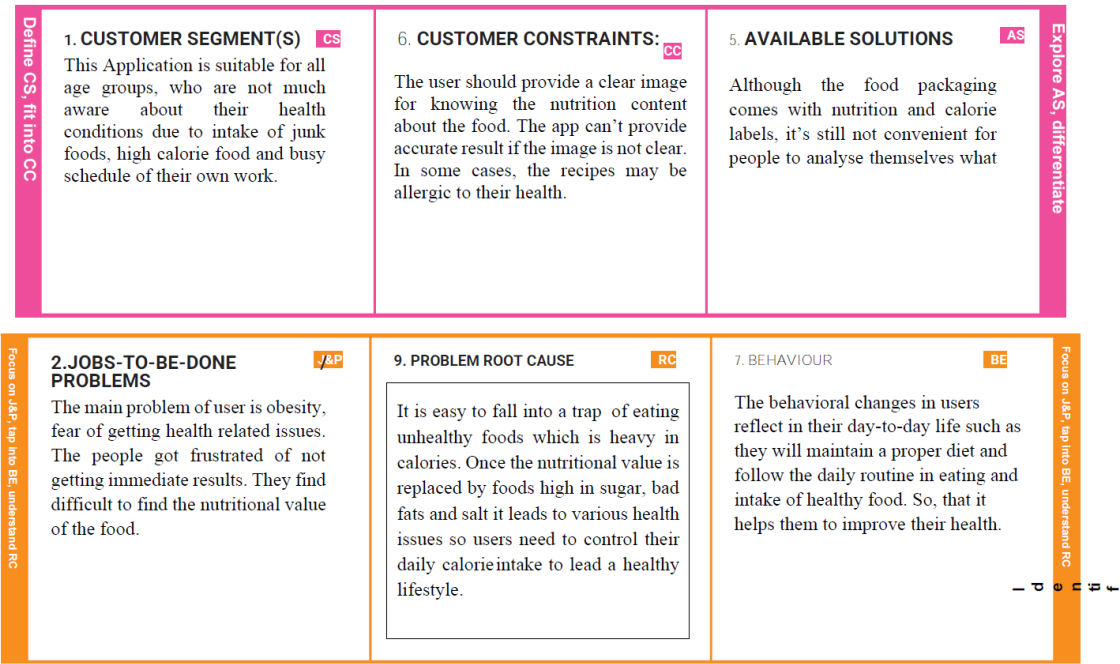 Define CS, fit into CC
1. CUSTOMER SEGMENT(S)
CS
This Application is suitable for all
age groups, who are not much
aware about their health
conditions due to intake of junk
foods, high calorie food and busy
schedule of their own work.
6. CUSTOMER CONSTRAINTS:
CC
The user should provide a clear image
for knowing the nutrition content
about the food. The app can’t provide
accurate result if the image is not clear.
In some cases, the recipes may be
allergic to their health.
5. AVAILABLE SOLUTIONS
AS
Although the food packaging
comes with nutrition and calorie
labels, it’s still not convenient for
people to analyse themselves what
Explore AS, differentiate
Focus on J&P, tap into BE, understand RC
2.JOBS-TO-BE-DONE /
PROBLEMS
J&P
The main problem of user is obesity,
fear of getting health related issues.
The people got frustrated of not
getting immediate results. They find
difficult to find the nutritional value
of the food.
9. PROBLEM ROOT CAUSE
RC
It is easy to fall into a trap of eating
unhealthy foods which is heavy in
calories. Once the nutritional value is
replaced by foods high in sugar, bad
fats and salt it leads to various health
issues so users need to control their
daily calorie intake to lead a healthy
lifestyle.
7. BEHAVIOUR
BE
The behavioral changes in users
reflect in their day-to-day life such as
they will maintain a proper diet and
follow the daily routine in eating and
intake of healthy food. So, that it
helps them to improve their health.
Focus on J&P, tap into BE, understand RC
Identif